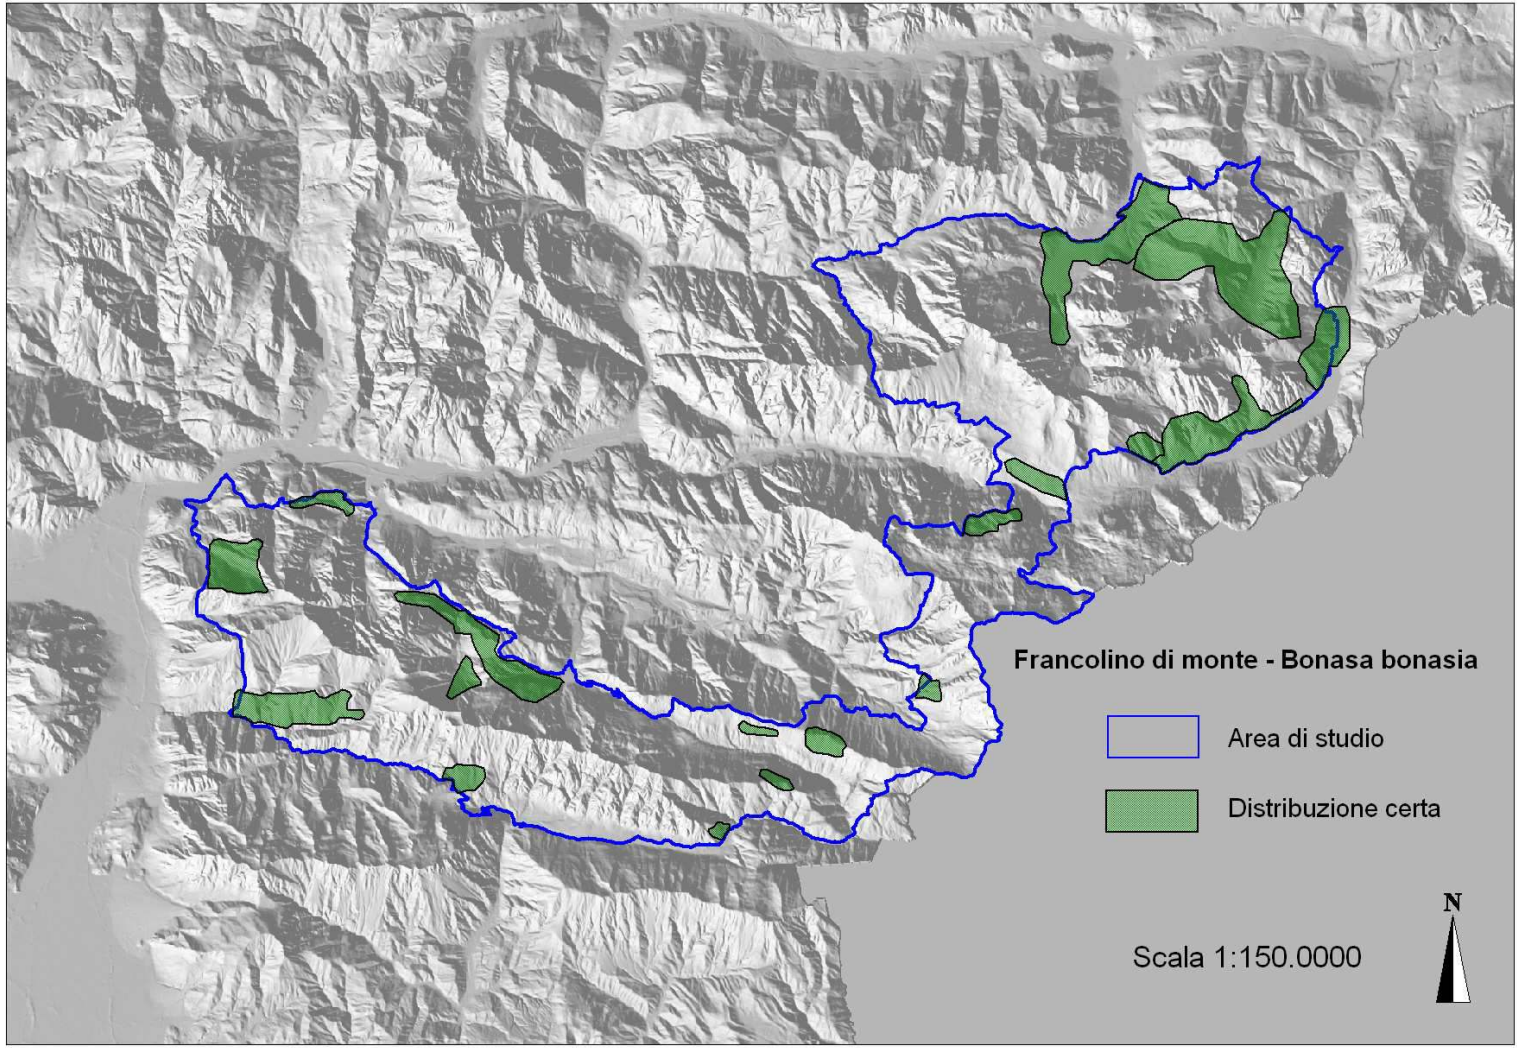 Francolino di monte - Bonasa bonasia
Area di studio
Distribuzione certa
N
Scala 1:150.0000